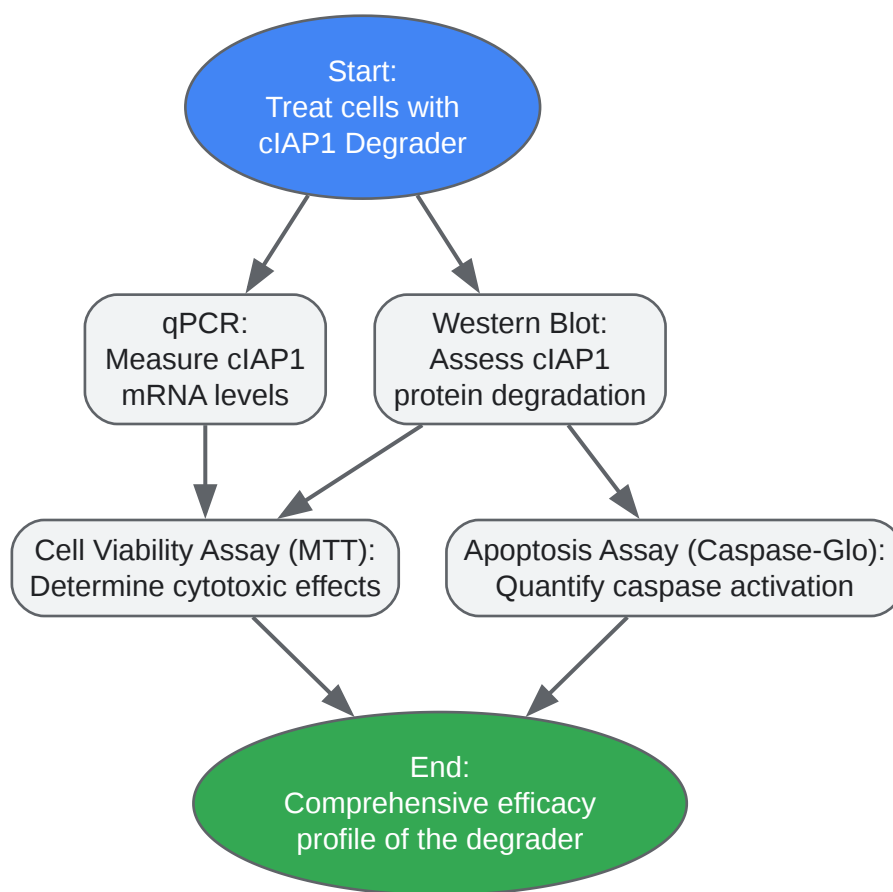 Start:
Treat cells with
cIAP1 Degrader
qPCR:
Measure cIAP1
mRNA levels
Western Blot:
Assess cIAP1
protein degradation
Cell Viability Assay (MTT):
Determine cytotoxic effects
Apoptosis Assay (Caspase-Glo):
Quantify caspase activation
End:
Comprehensive efficacy
profile of the degrader